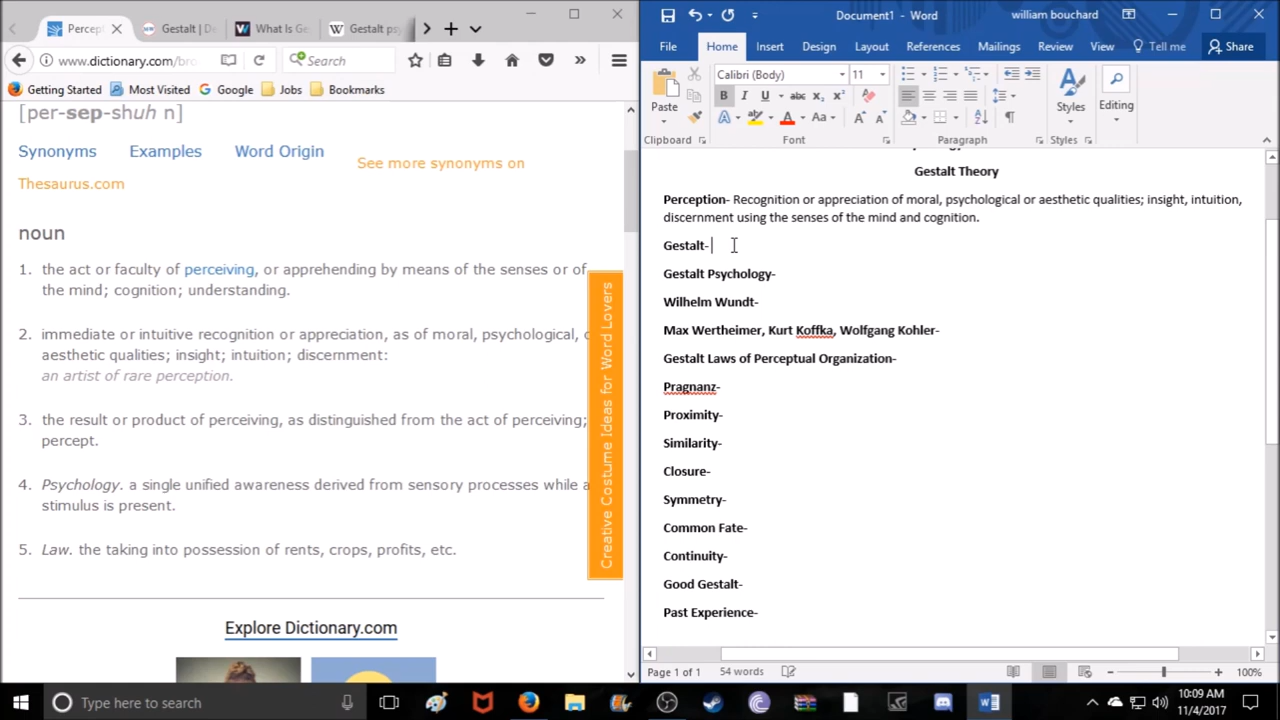 Percept
Gestalt | De
What Is Ge
Gestalt psy
www.dictionary.com/bro
Search
Getting Started
Most Visited
Google
Jobs
Bookmarks
[per-sep-shuh n]
Synonyms
Examples
Word Origin
See more synonyms on
Thesaurus.com
noun
1. the act or faculty of perceiving, or apprehending by means of the senses or of
the mind; cognition; understanding.
2. immediate or intuitive recognition or appreciation, as of moral, psychological,
aesthetic qualities; insight; intuition; discernment:
an artist of rare perception.
3. the result or product of perceiving, as distinguished from the act of perceiving;
percept.
4. Psychology. a single unified awareness derived from sensory processes while a
stimulus is present.
5. Law. the taking into possession of rents, crops, profits, etc.
Explore Dictionary.com
Creative Costume Ideas for Word Lovers
Document1 - Word
william bouchard
File
Home
Insert
Design
Layout
References
Mailings
Review
View
Tell me
Share
Paste
Calibri (Body)
11
Styles
Editing
Clipboard
Font
Paragraph
Styles
Gestalt Theory
Perception- Recognition or appreciation of moral, psychological or aesthetic qualities; insight, intuition,
discernment using the senses of the mind and cognition.
Gestalt-
Gestalt Psychology-
Wilhelm Wundt-
Max Wertheimer, Kurt Koffka, Wolfgang Kohler-
Gestalt Laws of Perceptual Organization-
Pragnanz-
Proximity-
Similarity-
Closure-
Symmetry-
Common Fate-
Continuity-
Good Gestalt-
Past Experience-
Page 1 of 1
54 words
100%
Type here to search
10:09 AM
11/4/2017